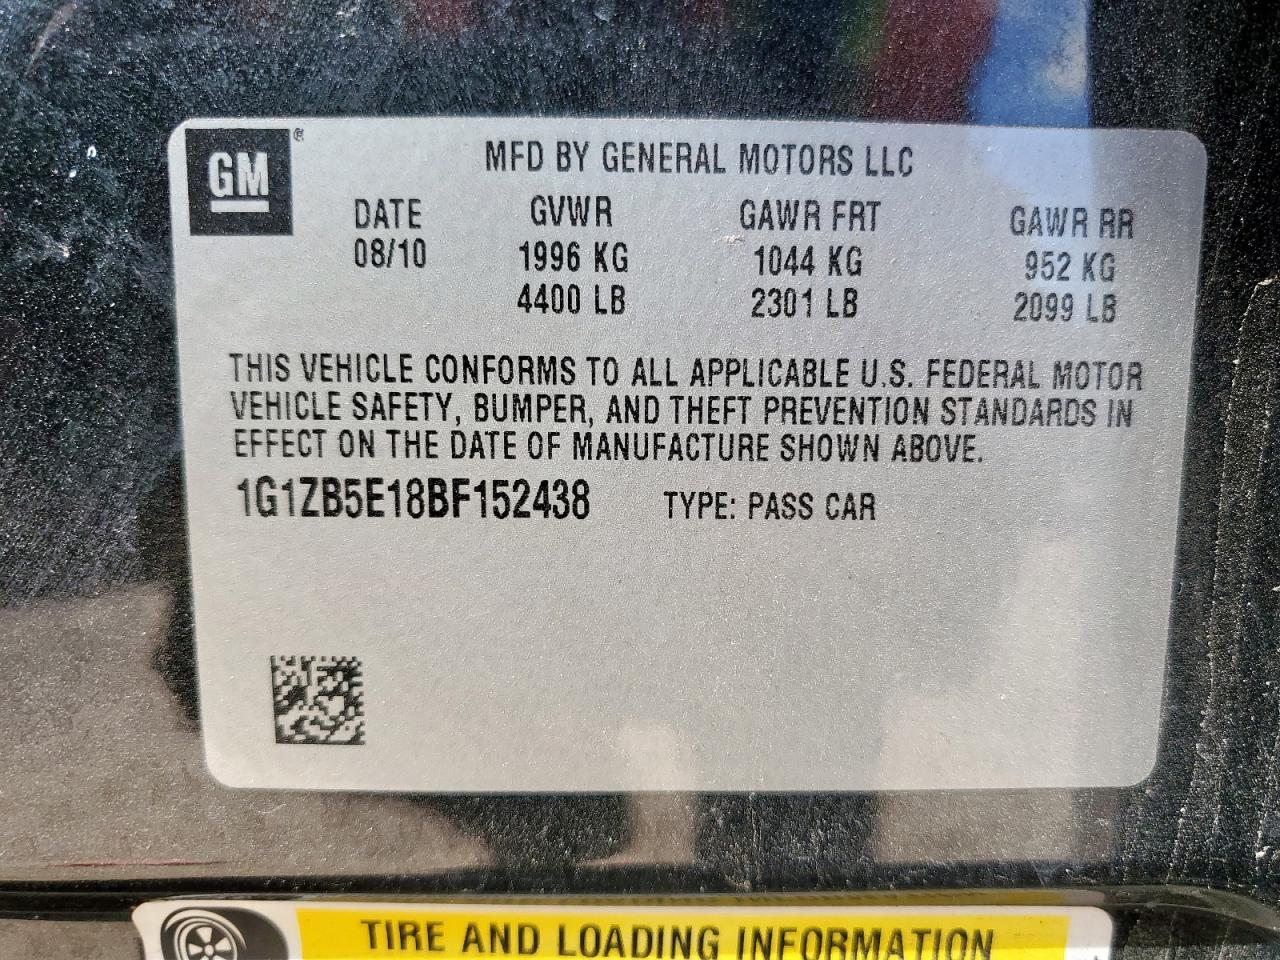 GM ®
MFD BY GENERAL MOTORS LLC
DATE GVWR GAWR FRT GAWR RR
08/10 1996 KG 1044 KG 952 KG
4400 LB 2301 LB 2099 LB
THIS VEHICLE CONFORMS TO ALL APPLICABLE U.S. FEDERAL MOTOR
VEHICLE SAFETY, BUMPER, AND THEFT PREVENTION STANDARDS IN
EFFECT ON THE DATE OF MANUFACTURE SHOWN ABOVE.
1G1ZB5E18BF152438 TYPE: PASS CAR
TIRE AND LOADING INFORMATION